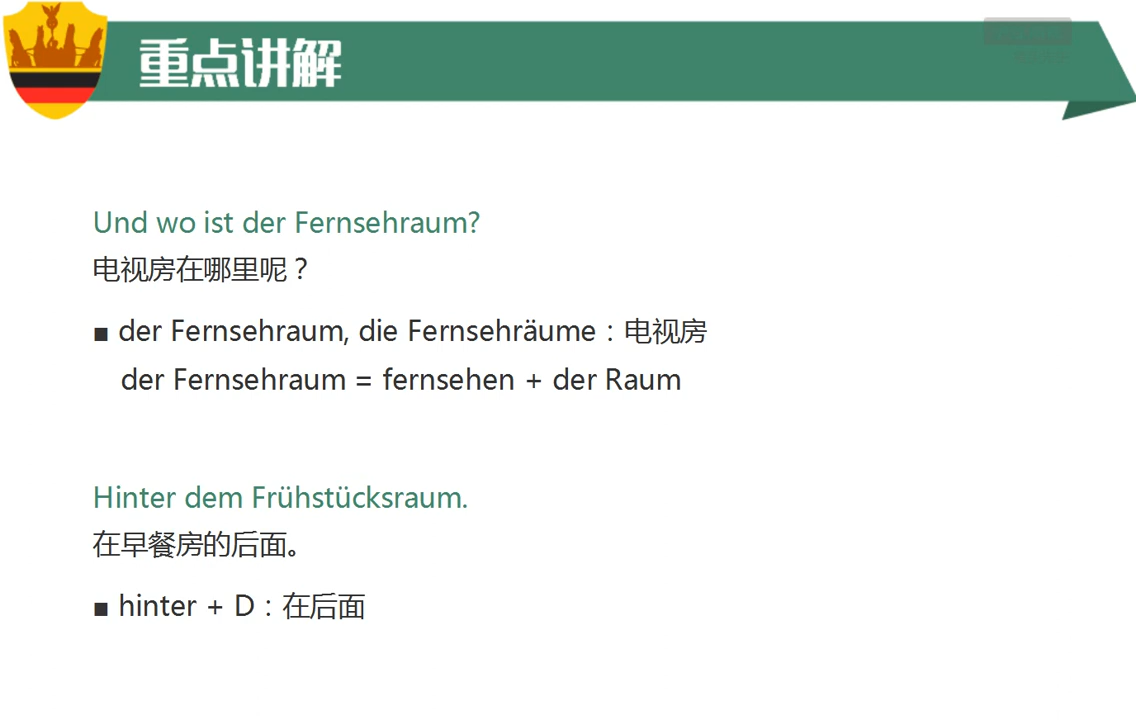 重点讲解
Und wo ist der Fernsehraum?
电视房在哪里呢？
▪ der Fernsehraum, die Fernsehräume：电视房
der Fernsehraum = fernsehen + der Raum
Hinter dem Frühstücksraum.
在早餐房的后面。
▪ hinter + D：在后面